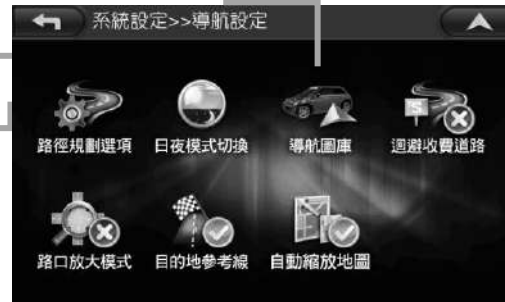 系統設定>>導航設定
路徑規劃選項 日夜模式切換 導航圖庫 迴避收費道路
路口放大模式 目的地參考線 自動縮放地圖